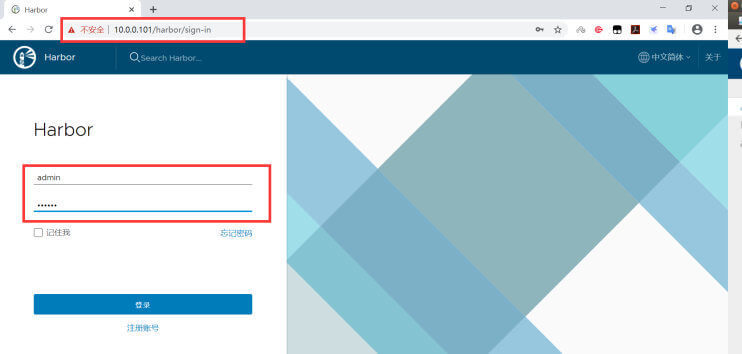 Harbor
不安全 | 10.0.0.101/harbor/sign-in
Harbor
Search Harbor...
中文简体
关于
Harbor
admin
••••••
记住我
忘记密码
登录
注册账号